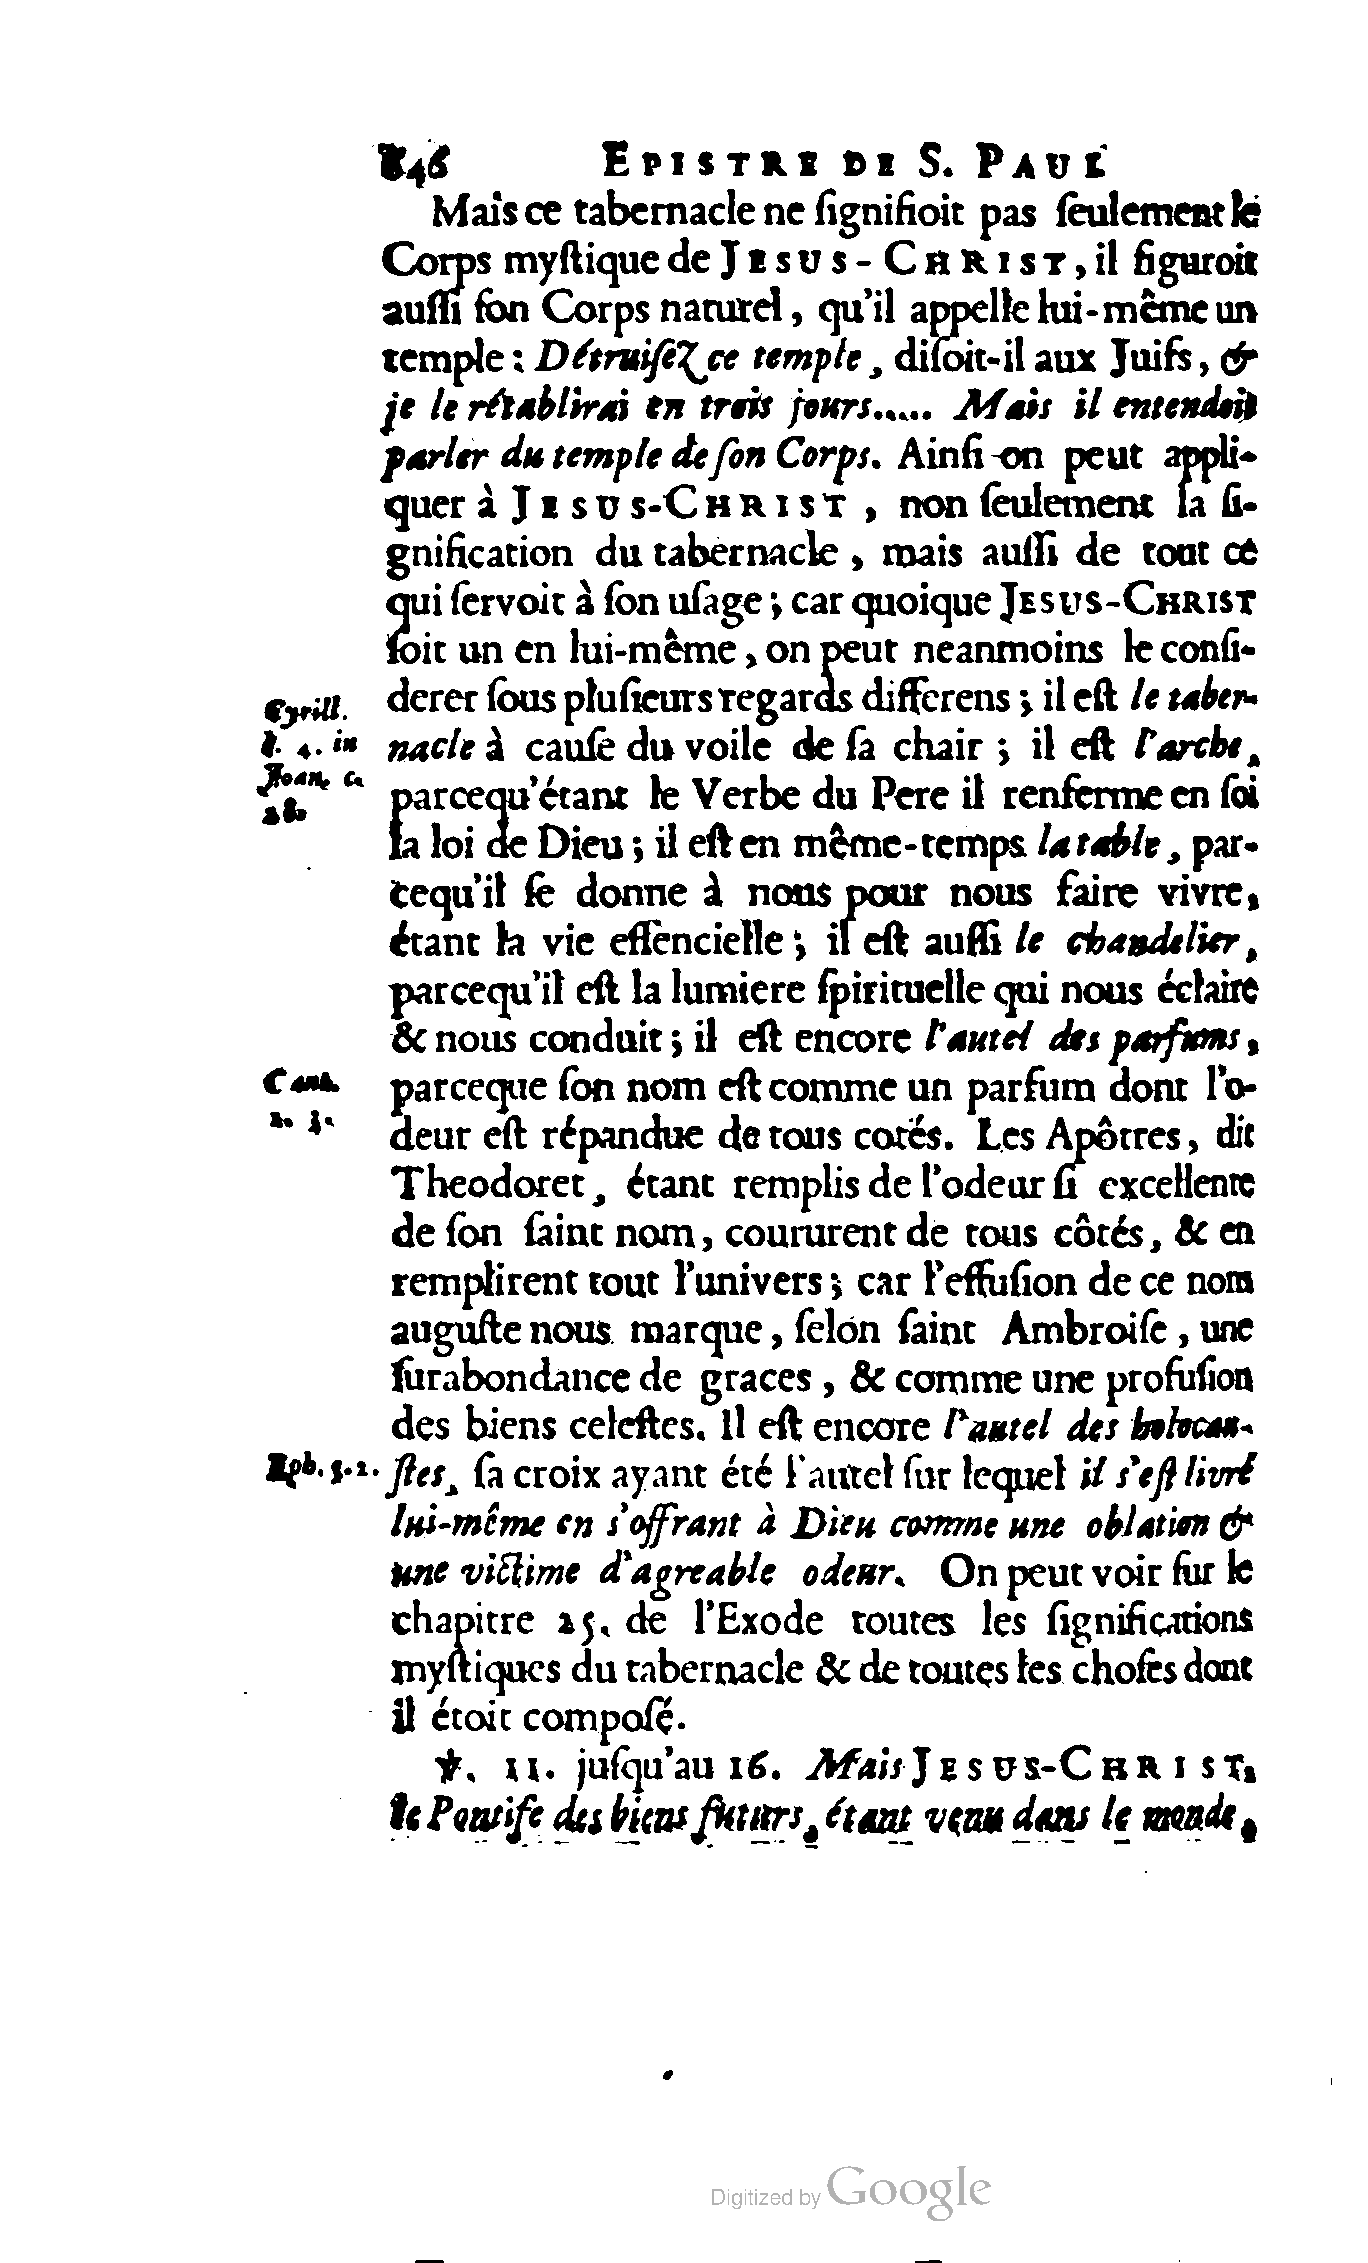 846 EPISTRE DE S. PAUL
Mais ce tabernacle ne ſignifioit pas ſeulement le
Corps myſtique de JESUS-CHRIST, il figuroit
auſſi ſon Corps naturel, qu'il appelle lui-même un
temple : Détruiſez ce temple, diſoit-il aux Juifs, &
je le rétablirai en trois jours..... Mais il entendoit
parler du temple de ſon Corps. Ainſi on peut appli-
quer à JESUS-CHRIST, non ſeulement ſa ſi-
gnification du tabernacle, mais auſſi de tout ce
qui ſervoit à ſon uſage ; car quoique JESUS-CHRIST
ſoit un en lui-même, on peut neanmoins le conſi-
derer ſous pluſieurs regards differens ; il eſt le taber-
Cyrill.
l. 4. in
Joan. c.
28.
nacle à cauſe du voile de ſa chair ; il eſt l'arche,
parcequ'étant le Verbe du Pere il renferme en ſoi
la loi de Dieu ; il eſt en même-temps la table, par-
cequ'il ſe donne à nous pour nous faire vivre,
étant la vie eſſencielle ; il eſt auſſi le chandelier,
parcequ'il eſt la lumiere ſpirituelle qui nous éclaire
& nous conduit ; il eſt encore l'autel des parfums,
Cant.
parceque ſon nom eſt comme un parfum dont l'o-
deur eſt répandue de tous cotés. Les Apôtres, dit
Theodoret, étant remplis de l'odeur ſi excellente
de ſon ſaint nom, coururent de tous côtés, & en
remplirent tout l'univers ; car l'effuſion de ce nom
auguſte nous marque, ſelon ſaint Ambroiſe, une
ſurabondance de graces, & comme une profuſion
des biens celeſtes. Il eſt encore l'autel des holocau-
Eph. 5. 2.
ſtes, ſa croix ayant été l'autel ſur lequel il s'eſt livré
lui-même en s'offrant à Dieu comme une oblation &
une victime d'agreable odeur. On peut voir ſur le
chapitre 25. de l'Exode toutes les ſignifications
myſtiques du tabernacle & de toutes les choſes dont
il étoit compoſé.
℣. 11. juſqu'au 16. Mais JESUS-CHRIST,
le Pontife des biens futurs, étant venu dans le monde,
Digitized by Google